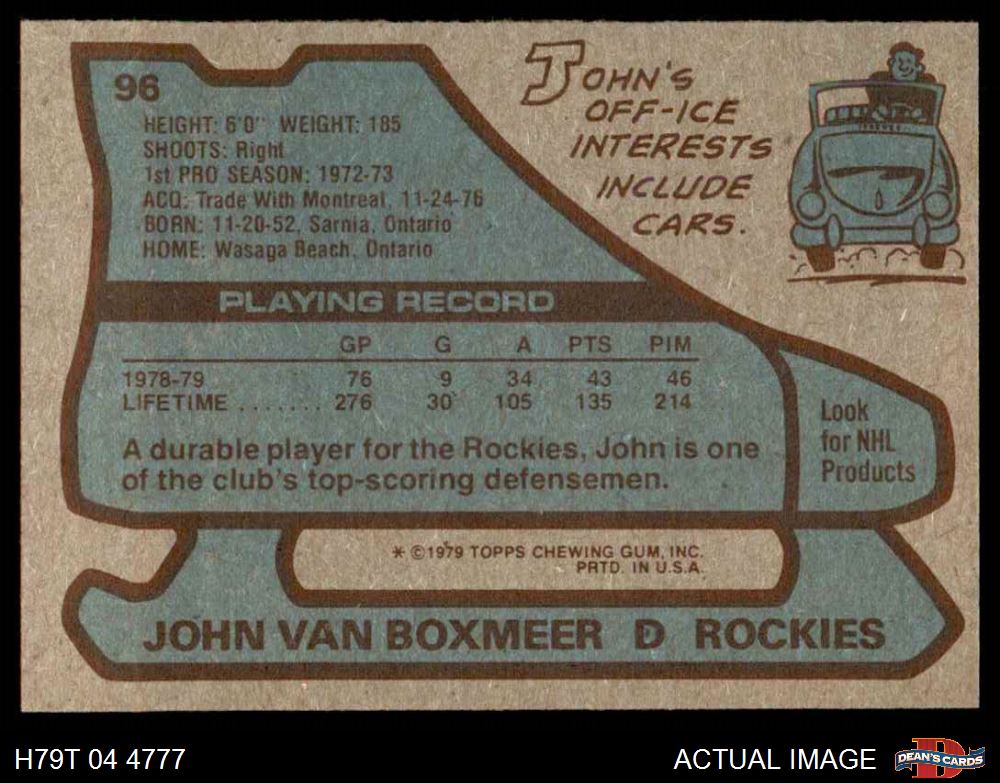 96
HEIGHT: 6'0" WEIGHT: 185
SHOOTS: Right
1st PRO SEASON: 1972-73
ACQ: Trade With Montreal, 11-24-76
BORN: 11-20-52, Sarnia, Ontario
HOME: Wasaga Beach, Ontario
JOHN'S
OFF-ICE
INTERESTS
INCLUDE
CARS.
PLAYING RECORD
GP G A PTS PIM
1978-79 76 9 34 43 46
LIFETIME ....... 276 30 105 135 214
A durable player for the Rockies, John is one
of the club's top-scoring defensemen.
Look
for NHL
Products
* ©1979 TOPPS CHEWING GUM, INC.
PRTD. IN U.S.A.
JOHN VAN BOXMEER D ROCKIES
H79T 04 4777
ACTUAL IMAGE
D
DEAN'S CARDS